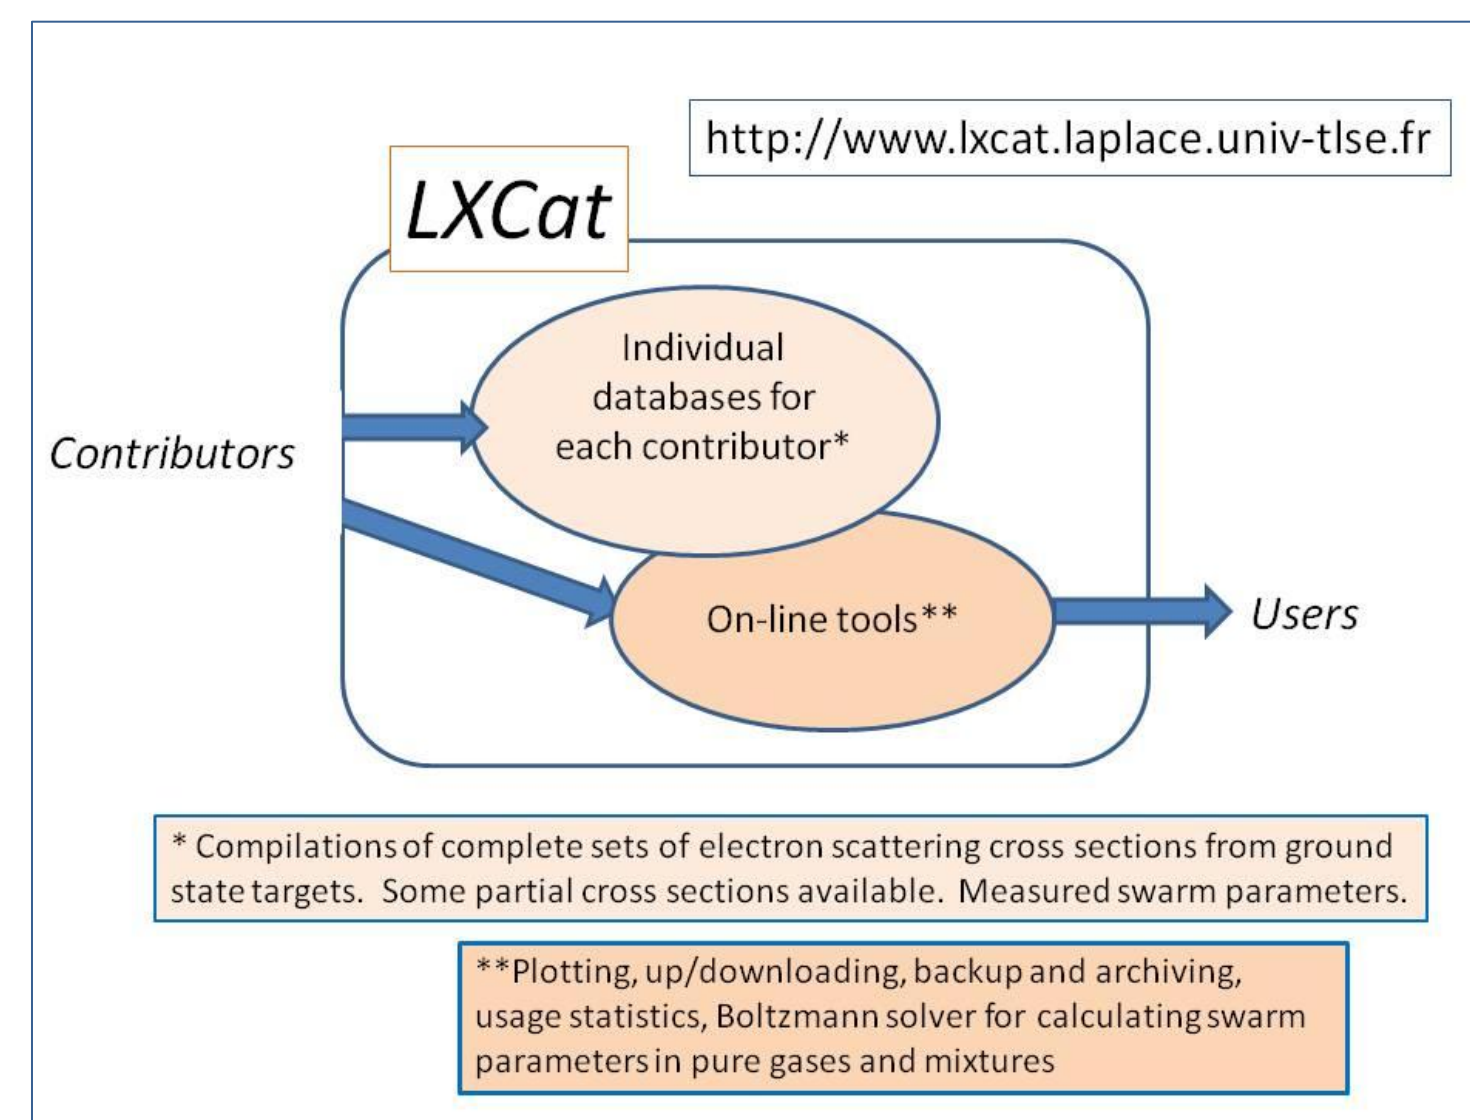 http://www.lxcat.laplace.univ-tlse.fr
LXCat
Individual
databases for
each contributor*
Contributors
On-line tools**
Users
* Compilations of complete sets of electron scattering cross sections from ground
state targets. Some partial cross sections available. Measured swarm parameters.
**Plotting, up/downloading, backup and archiving,
usage statistics, Boltzmann solver for calculating swarm
parameters in pure gases and mixtures